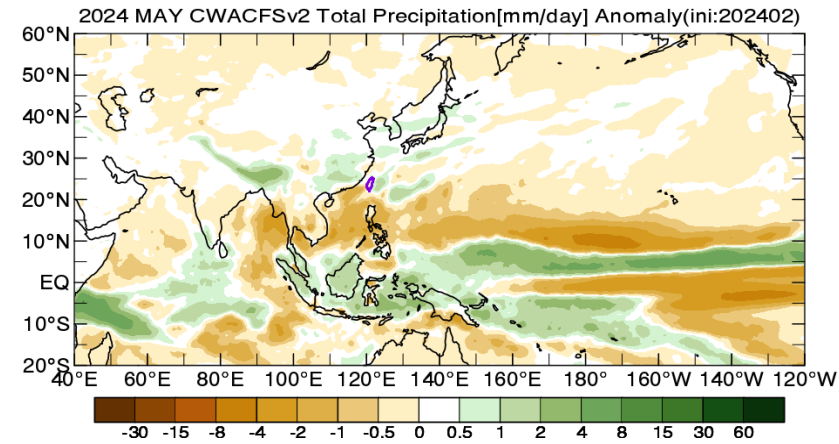 2024 MAY CWACFSv2 Total Precipitation[mm/day] Anomaly(ini:202402)
60°N
50°N
40°N
30°N
20°N
10°N
EQ
10°S
20°S
40°E 60°E 80°E 100°E 120°E 140°E 160°E 180° 160°W 140°W 120°W
-30 -15 -8 -4 -2 -1 -0.5 0 0.5 1 2 4 8 15 30 60